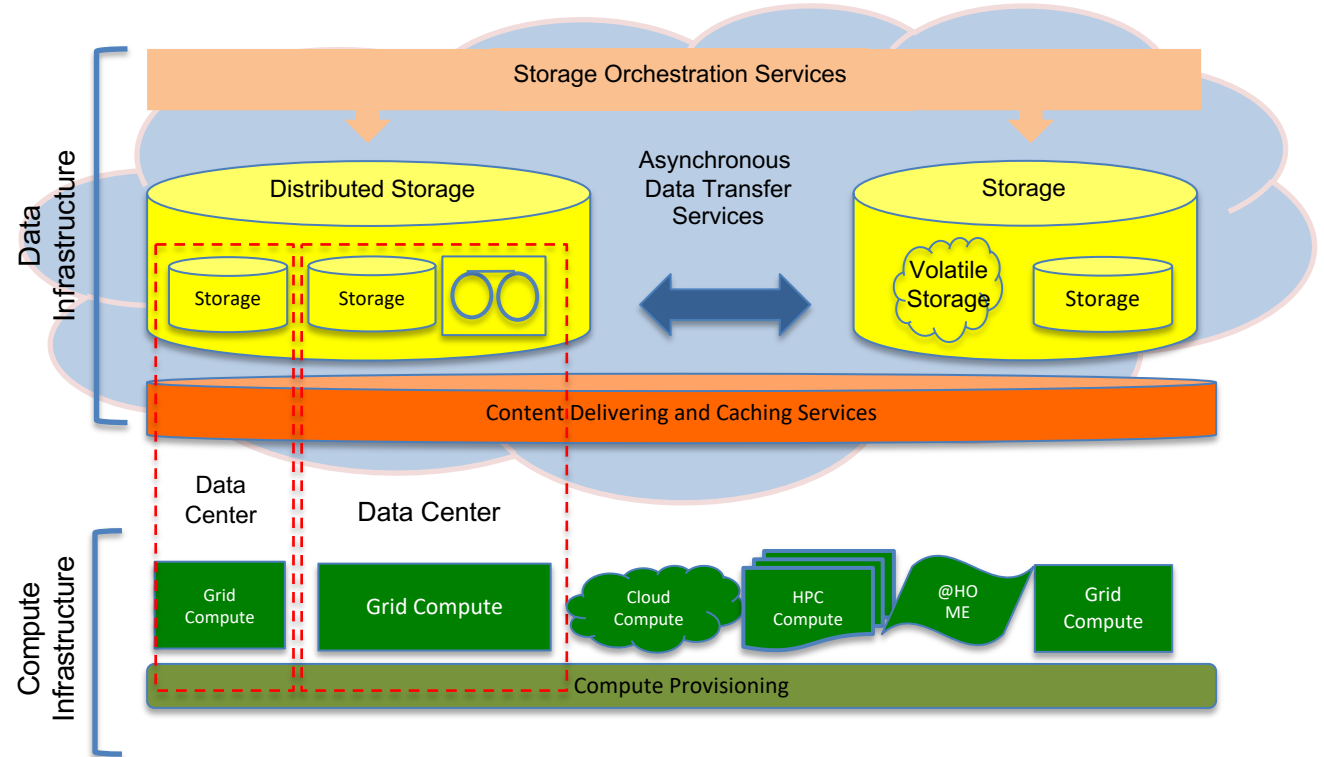 Storage Orchestration Services
Data
Infrastructure
Distributed Storage
Asynchronous
Data Transfer
Services
Storage
Storage
Storage
Volatile
Storage
Storage
Content Delivering and Caching Services
Data
Center
Data Center
Compute
Infrastructure
Grid
Compute
Grid Compute
Cloud
Compute
HPC
Compute
@HO
ME
Grid
Compute
Compute Provisioning